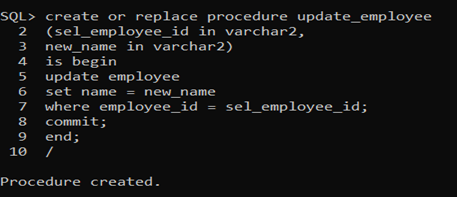 SQL> create or replace procedure update_employee
2 (sel_employee_id in varchar2,
3 new_name in varchar2)
4 is begin
5 update employee
6 set name = new_name
7 where employee_id = sel_employee_id;
8 commit;
9 end;
10 /
Procedure created.